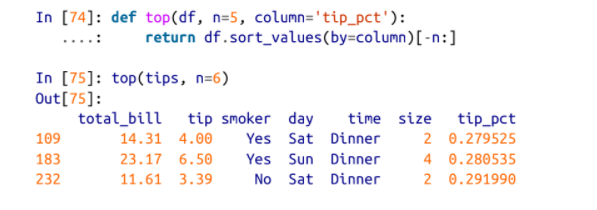 In [74]: def top(df, n=5, column='tip_pct'):
   ....:     return df.sort_values(by=column)[-n:]
In [75]: top(tips, n=6)
Out[75]:
     total_bill   tip smoker  day    time  size   tip_pct
109       14.31  4.00    Yes  Sat  Dinner     2  0.279525
183       23.17  6.50    Yes  Sun  Dinner     4  0.280535
232       11.61  3.39     No  Sat  Dinner     2  0.291990